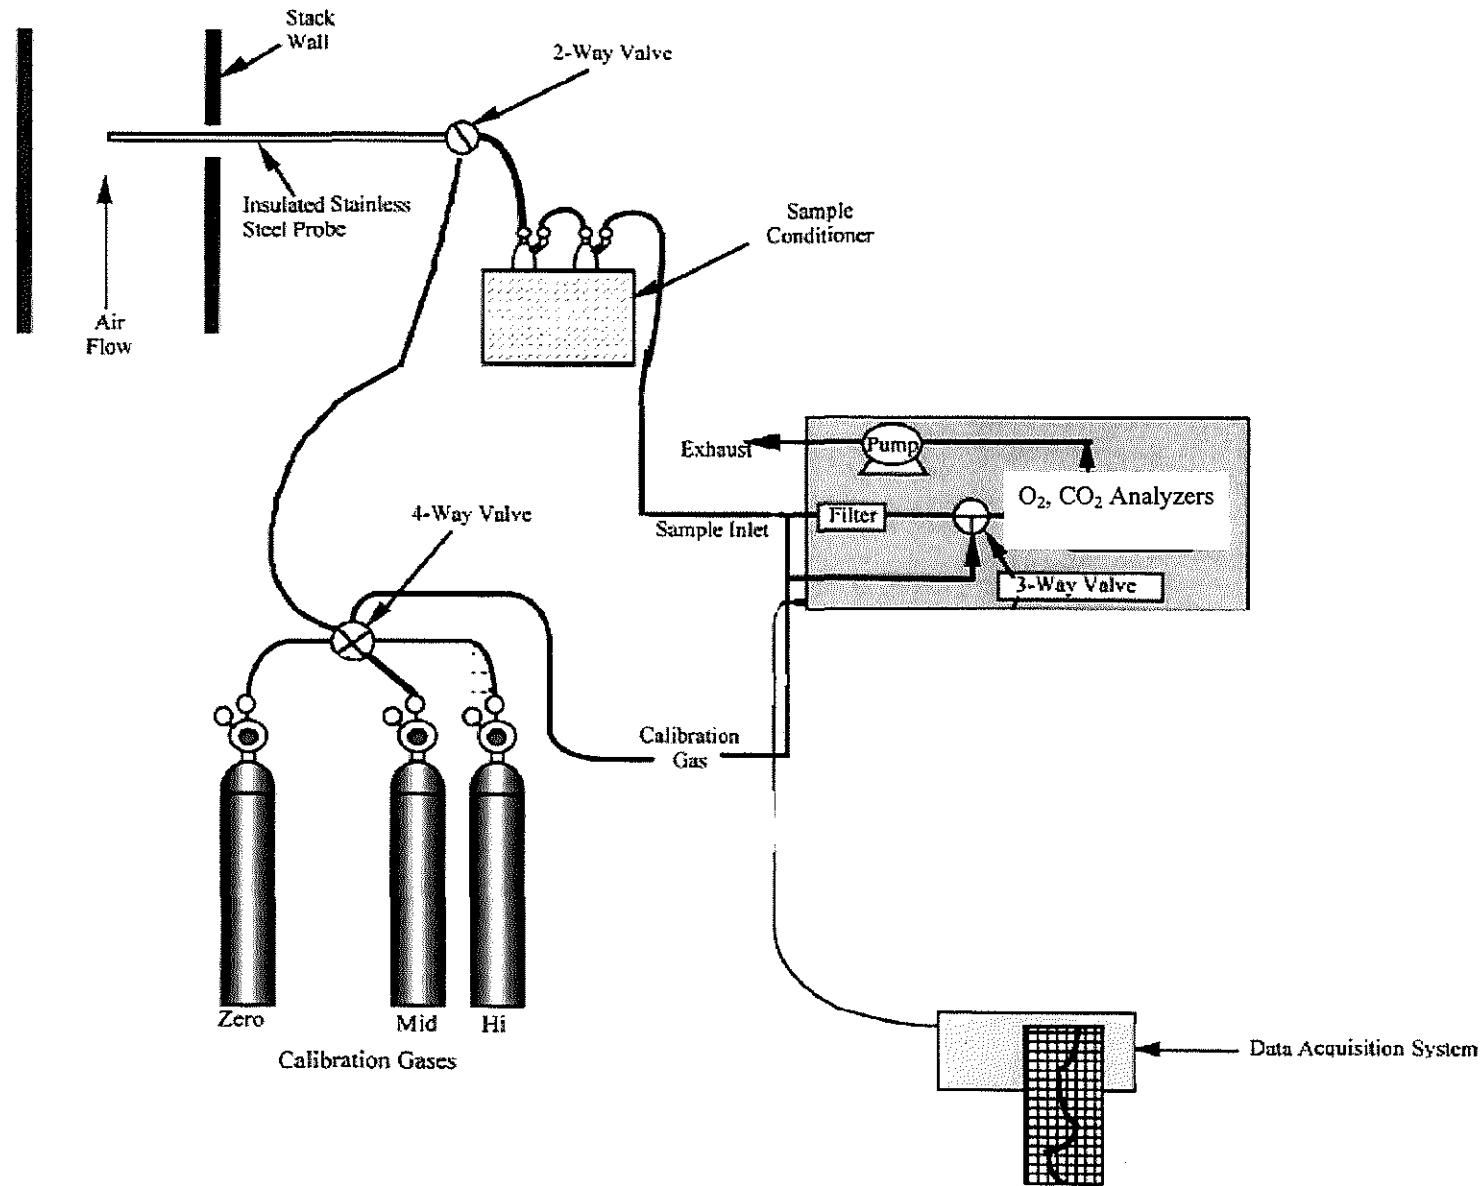 Stack
Wall
2-Way Valve
Insulated Stainless
Steel Probe
Sample
Conditioner
Air
Flow
Exhaust
Pump
O₂, CO₂ Analyzers
4-Way Valve
Filter
Sample Inlet
3-Way Valve
Calibration
Gas
Zero
Mid
Hi
Calibration Gases
Data Acquisition System